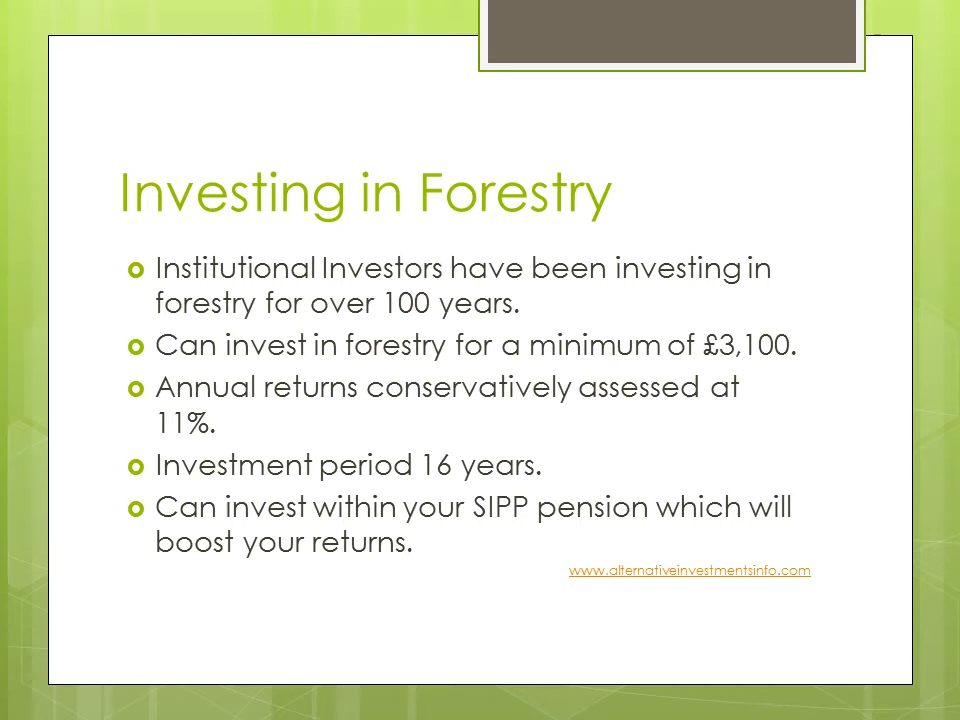 Investing in Forestry
Institutional Investors have been investing in
forestry for over 100 years.
Can invest in forestry for a minimum of £3,100.
Annual returns conservatively assessed at
11%.
Investment period 16 years.
Can invest within your SIPP pension which will
boost your returns.
www.alternativeinvestmentsinfo.com